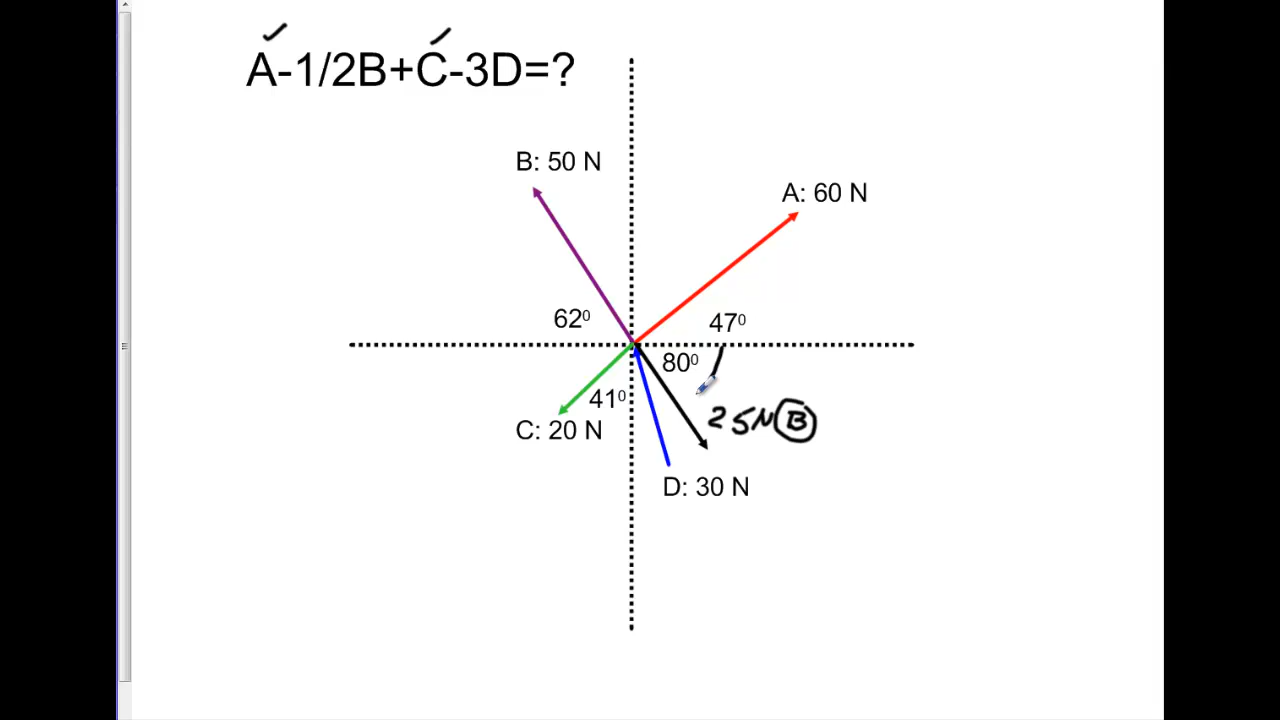 A-1/2B+C-3D=?
B: 50 N
A: 60 N
62⁰
47⁰
80⁰
41⁰
25N B
C: 20 N
D: 30 N